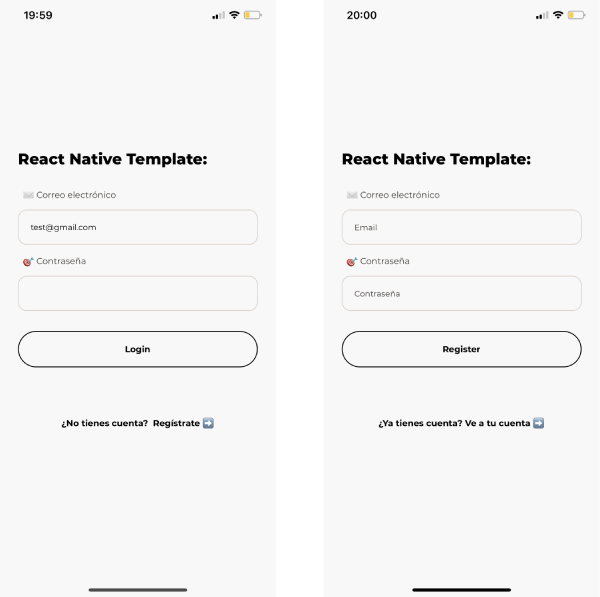 19:59
React Native Template:
✉️ Correo electrónico
test@gmail.com
🎯 Contraseña
Login
¿No tienes cuenta? Regístrate ➡️
20:00
React Native Template:
✉️ Correo electrónico
Email
🎯 Contraseña
Contraseña
Register
¿Ya tienes cuenta? Ve a tu cuenta ➡️